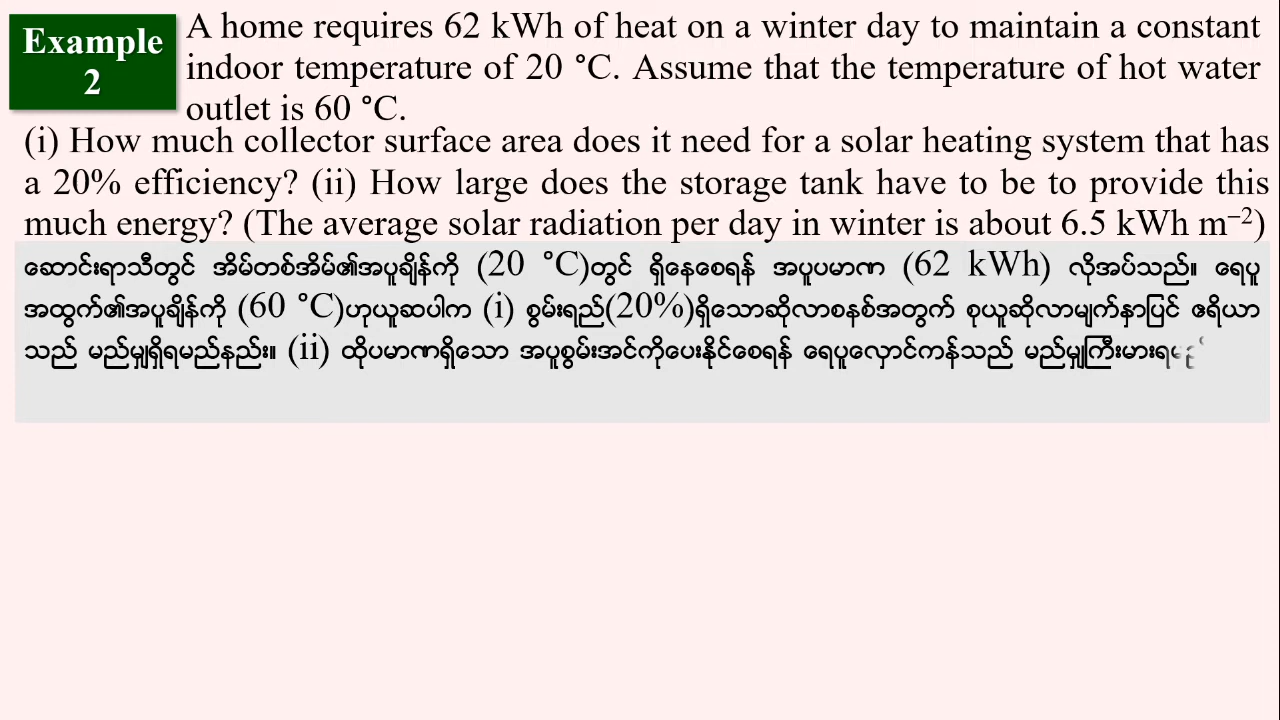 Example
2
A home requires 62 kWh of heat on a winter day to maintain a constant
indoor temperature of 20 °C. Assume that the temperature of hot water
outlet is 60 °C.
(i) How much collector surface area does it need for a solar heating system that has
a 20% efficiency? (ii) How large does the storage tank have to be to provide this
much energy? (The average solar radiation per day in winter is about 6.5 kWh m⁻²)
ဆောင်းရာသီတွင် အိမ်တစ်အိမ်၏အပူချိန်ကို (20 °C)တွင် ရှိနေစေရန် အပူပမာဏ (62 kWh) လိုအပ်သည်။ ရေပူ
အထွက်၏အပူချိန်ကို (60 °C)ဟုယူဆပါက (i) စွမ်းရည်(20%)ရှိသောဆိုလာစနစ်အတွက် စုယူဆိုလာမျက်နှာပြင် ဧရိယာ
သည် မည်မျှရှိရမည်နည်း။ (ii) ထိုပမာဏရှိသော အပူစွမ်းအင်ကိုပေးနိုင်စေရန် ရေပူလှောင်ကန်သည် မည်မျှကြီးမားရ